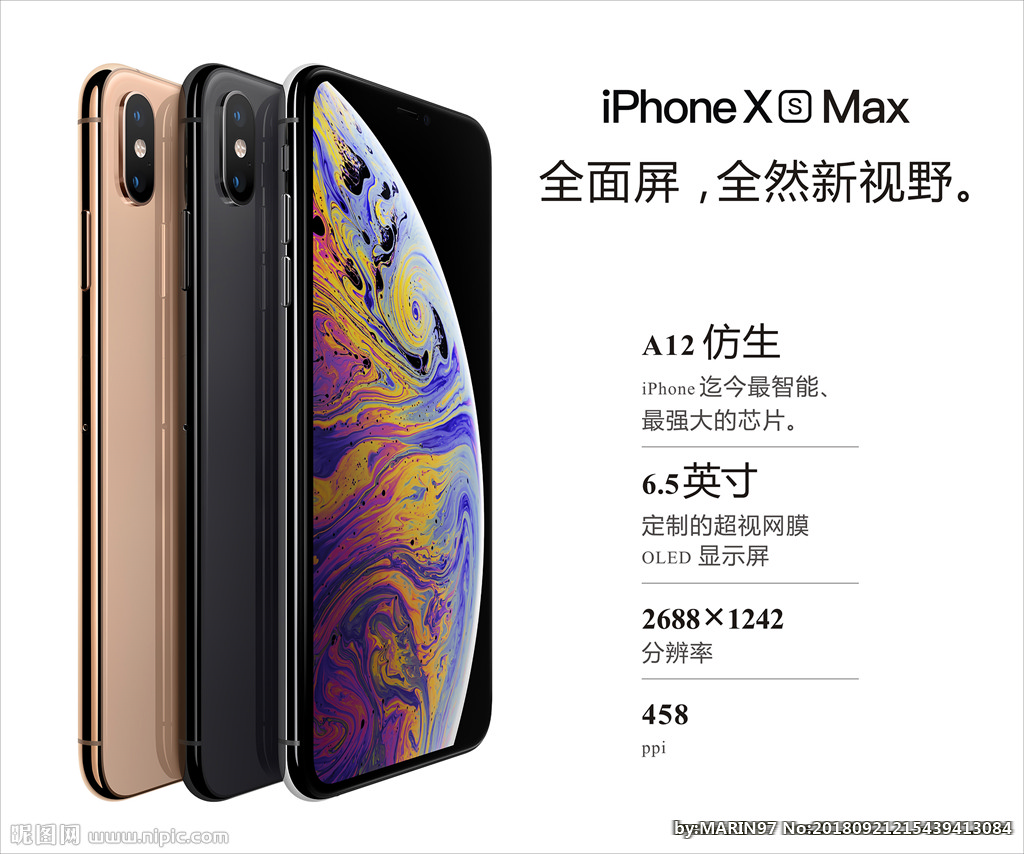 iPhone XS Max
全面屏，全然新视野。
A12 仿生
iPhone 迄今最智能、
最强大的芯片。
6.5英寸
定制的超视网膜
OLED 显示屏
2688×1242
分辨率
458
ppi
昵图网 www.nipic.com
by:MARIN97 No:20180921215439413084